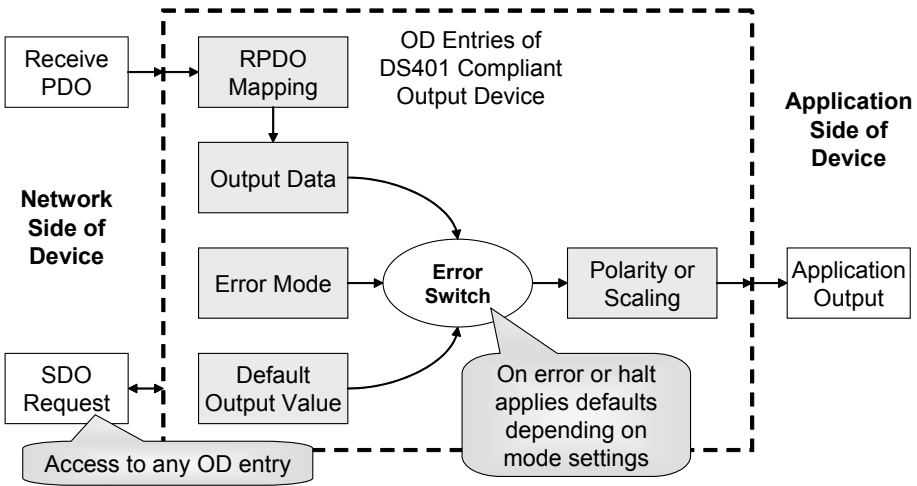 Receive
PDO
RPDO
Mapping
OD Entries of
DS401 Compliant
Output Device
Application
Side of
Device
Output Data
Network
Side of
Device
Error Mode
Error
Switch
Polarity or
Scaling
Application
Output
SDO
Request
Default
Output Value
On error or halt
applies defaults
depending on
mode settings
Access to any OD entry